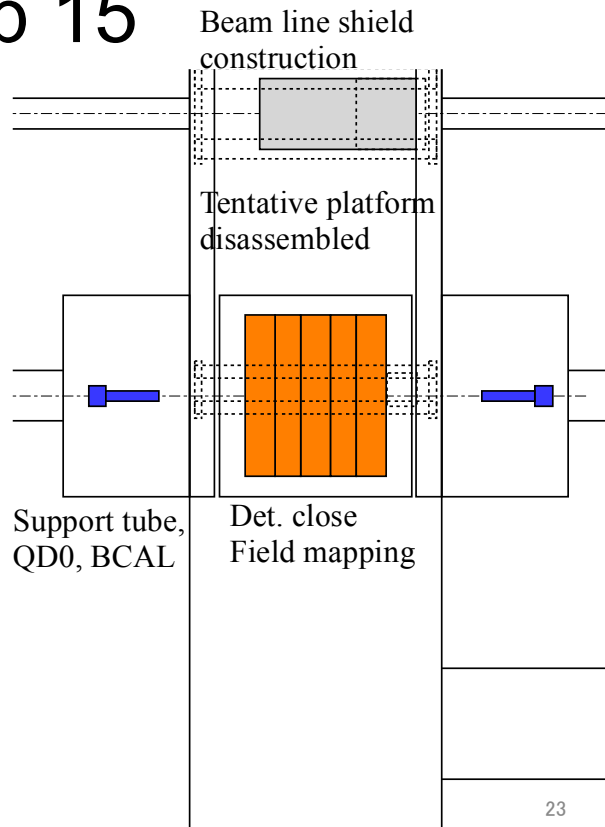 15
Beam line shield
construction
Tentative platform
disassembled
Support tube,
QD0, BCAL
Det. close
Field mapping
23